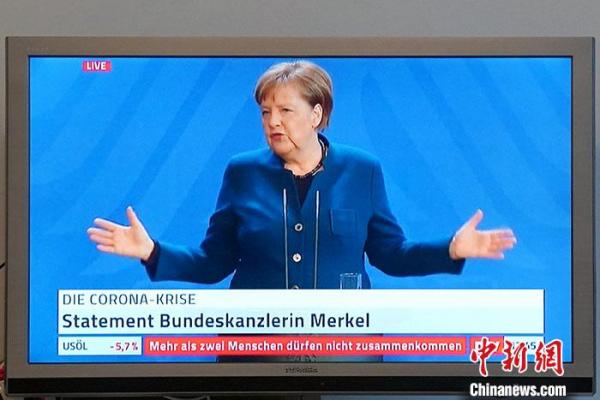 LIVE
DIE CORONA-KRISE
Statement Bundeskanzlerin Merkel
USÖL -5,7% Mehr als zwei Menschen dürfen nicht zusammenkommen
中新网
Chinanews.com